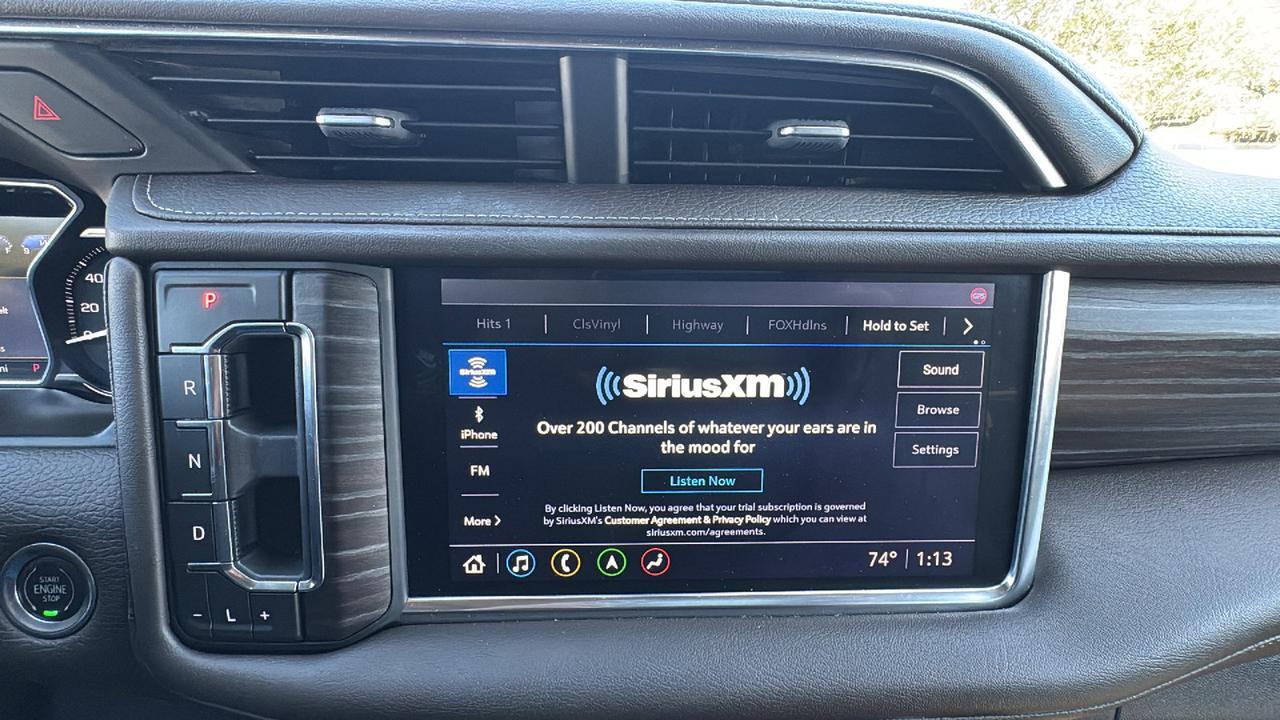 40
20
mi P
P
R
N
D
- L +
START
ENGINE
STOP
GPS
Hits 1 ClsVinyl Highway FOXHdlns Hold to Set
SiriusXM
iPhone
FM
More
SiriusXM
Over 200 Channels of whatever your ears are in
the mood for
Listen Now
By clicking Listen Now, you agree that your trial subscription is governed
by SiriusXM's Customer Agreement & Privacy Policy which you can view at
siriusxm.com/agreements.
Sound
Browse
Settings
74° 1:13